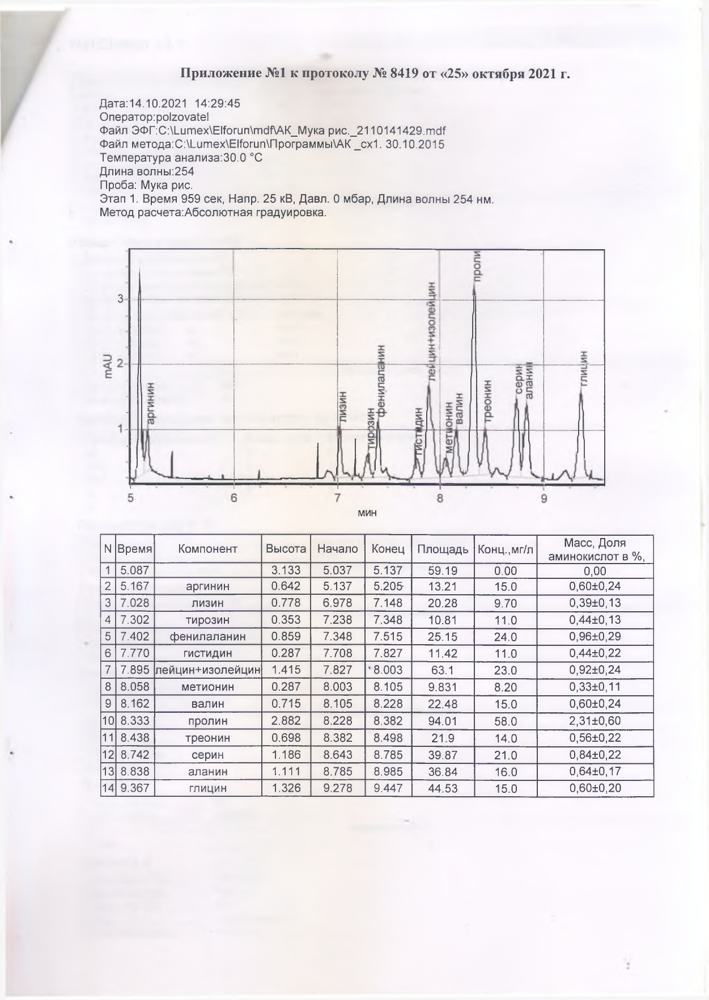 Приложение №1 к протоколу № 8419 от «25» октября 2021 г.
Дата:14.10.2021 14:29:45
Оператор:polzovatel
Файл ЭФГ:C:\Lumex\Elforun\mdf\АК_Мука рис._2110141429.mdf
Файл метода:C:\Lumex\Elforun\Программы\АК _сх1. 30.10.2015
Температура анализа:30.0 °C
Длина волны:254
Проба: Мука рис.
Этап 1. Время 959 сек, Напр. 25 кВ, Давл. 0 мбар, Длина волны 254 нм.
Метод расчета:Абсолютная градуировка.
mAU
3
2
1
аргинин
лизин
тирозин
фенилаланин
гистидин
лейцин+изолейцин
метионин
валин
проли
треонин
серин
аланин
глицин
5 6 7 8 9
мин
N Время Компонент Высота Начало Конец Площадь Конц.,мг/л Масс, Доля аминокислот в %,
1 5.087 3.133 5.037 5.137 59.19 0.00 0,00
2 5.167 аргинин 0.642 5.137 5.205 13.21 15.0 0,60±0,24
3 7.028 лизин 0.778 6.978 7.148 20.28 9.70 0,39±0,13
4 7.302 тирозин 0.353 7.238 7.348 10.81 11.0 0,44±0,13
5 7.402 фенилаланин 0.859 7.348 7.515 25.15 24.0 0,96±0,29
6 7.770 гистидин 0.287 7.708 7.827 11.42 11.0 0,44±0,22
7 7.895 лейцин+изолейцин 1.415 7.827 8.003 63.1 23.0 0,92±0,24
8 8.058 метионин 0.287 8.003 8.105 9.831 8.20 0,33±0,11
9 8.162 валин 0.715 8.105 8.228 22.48 15.0 0,60±0,24
10 8.333 пролин 2.882 8.228 8.382 94.01 58.0 2,31±0,60
11 8.438 треонин 0.698 8.382 8.498 21.9 14.0 0,56±0,22
12 8.742 серин 1.186 8.643 8.785 39.87 21.0 0,84±0,22
13 8.838 аланин 1.111 8.785 8.985 36.84 16.0 0,64±0,17
14 9.367 глицин 1.326 9.278 9.447 44.53 15.0 0,60±0,20